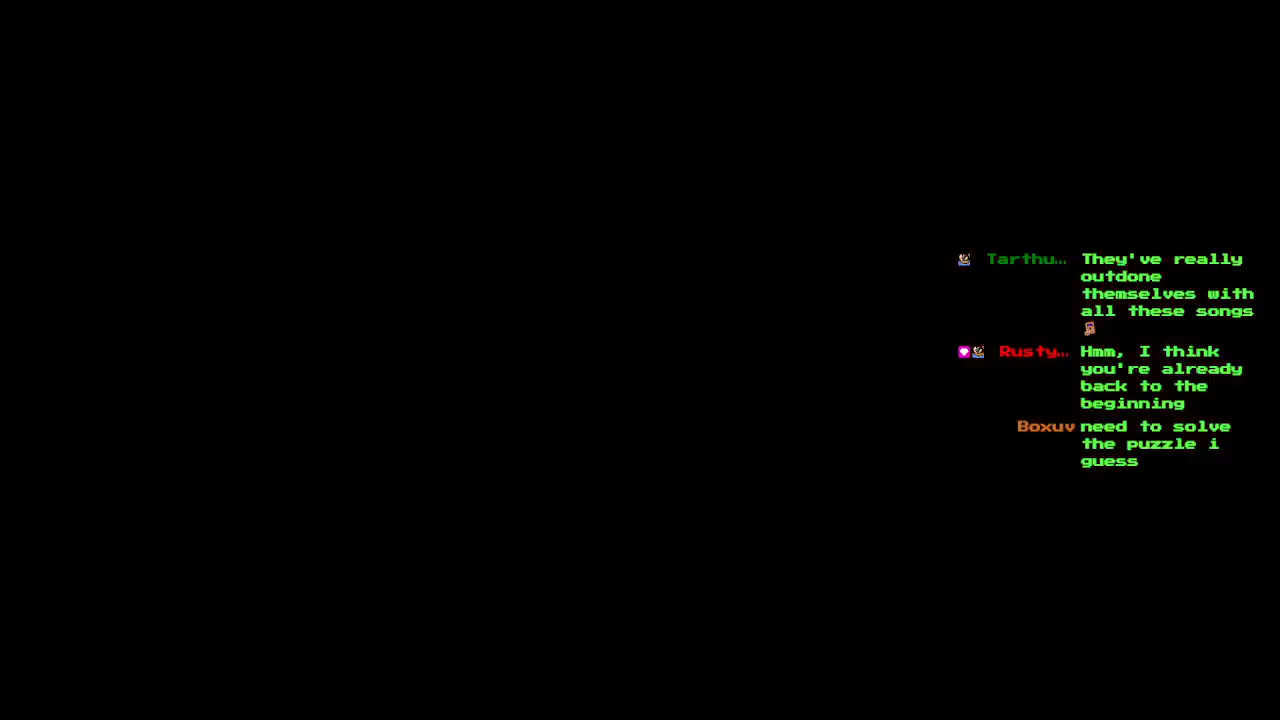 Tarthu… They've really
outdone
themselves with
all these songs
Rusty… Hmm, I think
you're already
back to the
beginning
Boxuv need to solve
the puzzle i
guess